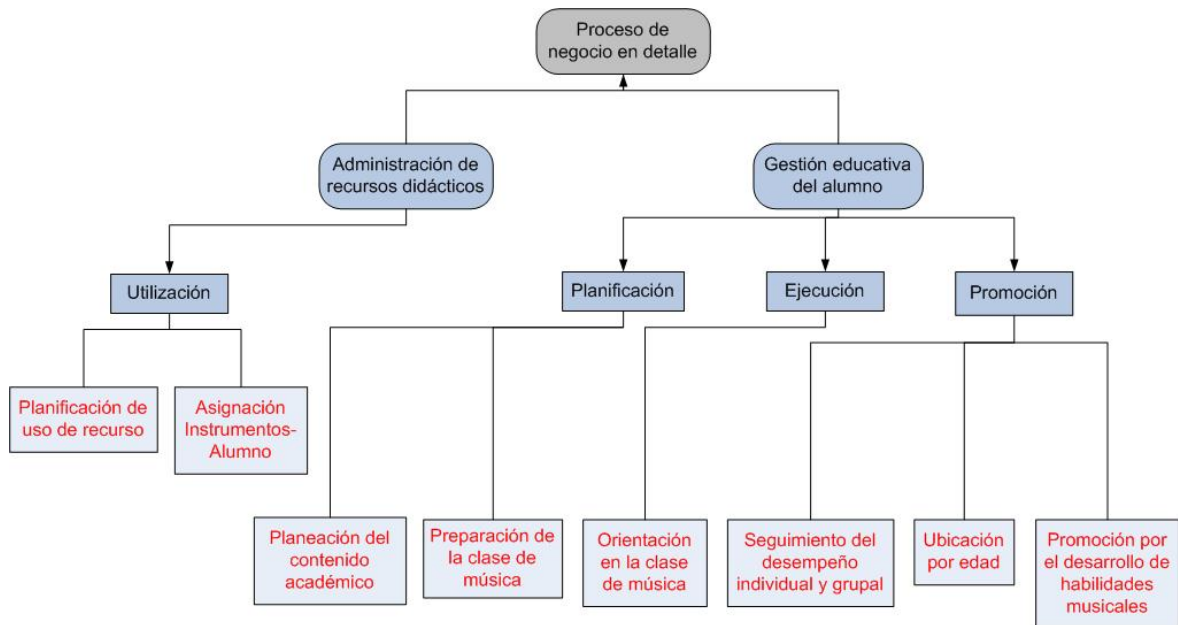 Proceso de
negocio en detalle
Administración de
recursos didácticos
Gestión educativa
del alumno
Utilización
Planificación
Ejecución
Promoción
Planificación de
uso de recurso
Asignación
Instrumentos-
Alumno
Planeación del
contenido
académico
Preparación de
la clase de
música
Orientación
en la clase
de música
Seguimiento del
desempeño
individual y grupal
Ubicación
por edad
Promoción por
el desarrollo de
habilidades
musicales